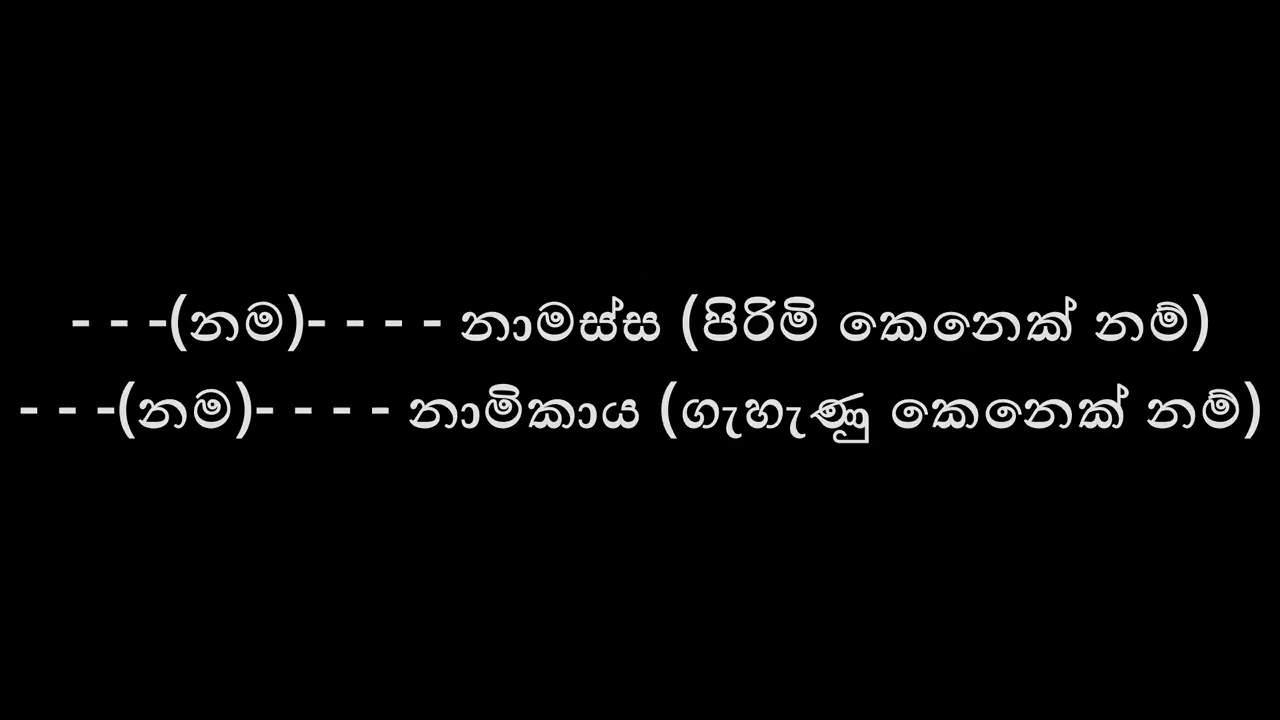 - - -(නම)- - - - නාමස්ස (පිරිමි කෙනෙක් නම්)
- - -(නම)- - - - නාමිකාය (ගැහැණු කෙනෙක් නම්)